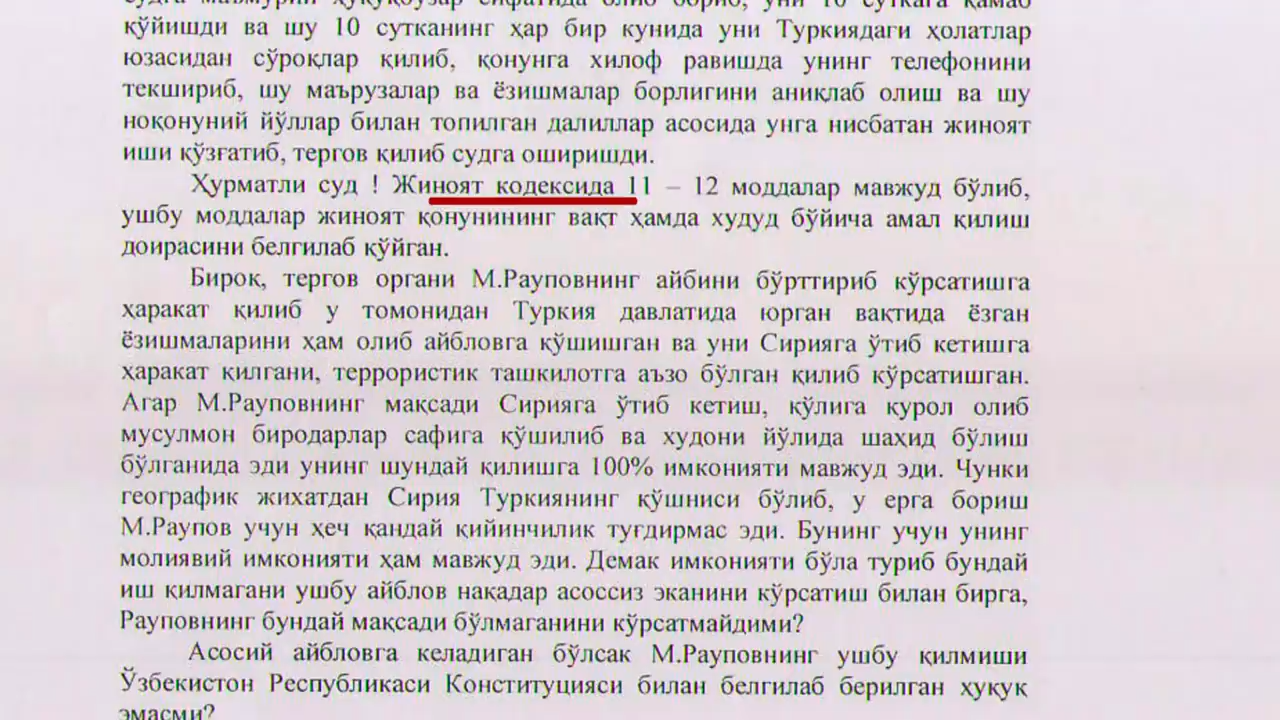 судга маъмурий ҳуқуқбузар сифатида олиб бориб, уни 10 суткага қамаб
қўйишди ва шу 10 сутканинг ҳар бир кунида уни Туркиядаги ҳолатлар
юзасидан сўроқлар қилиб, қонунга хилоф равишда унинг телефонини
текшириб, шу маърузалар ва ёзишмалар борлигини аниқлаб олиш ва шу
ноқонуний йўллар билан топилган далиллар асосида унга нисбатан жиноят
иши қўзғатиб, тергов қилиб судга оширишди.
Ҳурматли суд ! Жиноят кодексида 11 – 12 моддалар мавжуд бўлиб,
ушбу моддалар жиноят қонунининг вақт ҳамда худуд бўйича амал қилиш
доирасини белгилаб қўйган.
Бироқ, тергов органи М.Рауповнинг айбини бўрттириб кўрсатишга
ҳаракат қилиб у томонидан Туркия давлатида юрган вақтида ёзган
ёзишмаларини ҳам олиб айбловга қўшишган ва уни Сирияга ўтиб кетишга
ҳаракат қилгани, террористик ташкилотга аъзо бўлган қилиб кўрсатишган.
Агар М.Рауповнинг мақсади Сирияга ўтиб кетиш, қўлига қурол олиб
мусулмон биродарлар сафига қўшилиб ва худони йўлида шаҳид бўлиш
бўлганида эди унинг шундай қилишга 100% имконияти мавжуд эди. Чунки
географик жихатдан Сирия Туркиянинг қўшниси бўлиб, у ерга бориш
М.Раупов учун ҳеч қандай қийинчилик туғдирмас эди. Бунинг учун унинг
молиявий имконияти ҳам мавжуд эди. Демак имконияти бўла туриб бундай
иш қилмагани ушбу айблов нақадар асоссиз эканини кўрсатиш билан бирга,
Рауповнинг бундай мақсади бўлмаганини кўрсатмайдими?
Асосий айбловга келадиган бўлсак М.Рауповнинг ушбу қилмиши
Ўзбекистон Республикаси Конституцияси билан белгилаб берилган ҳуқуқ
эмасми?